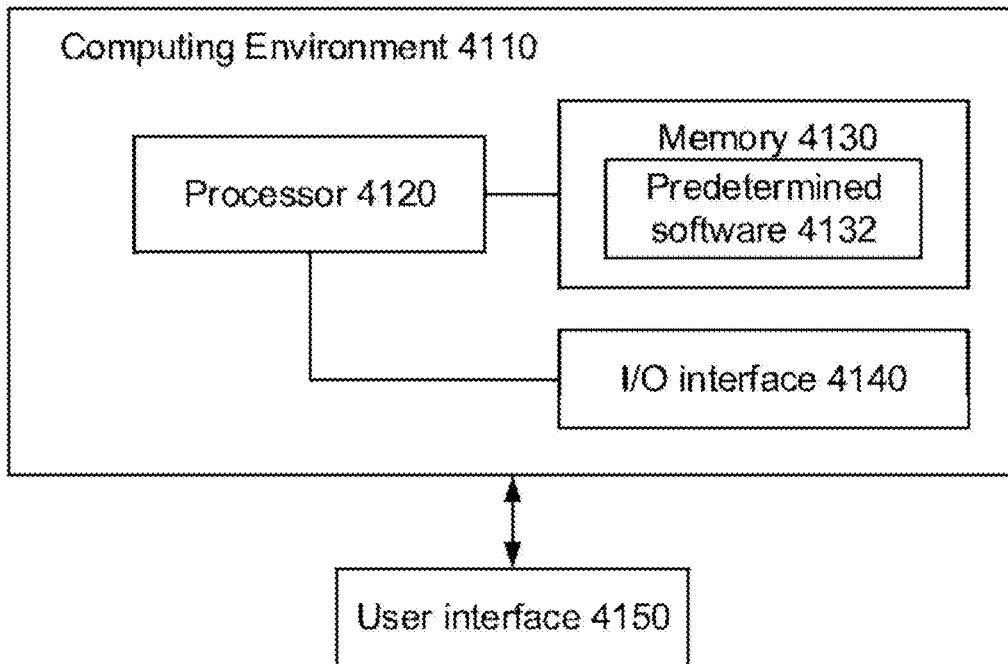 Computing Environment 4110
Processor 4120
Memory 4130
Predetermined
software 4132
I/O interface 4140
User interface 4150